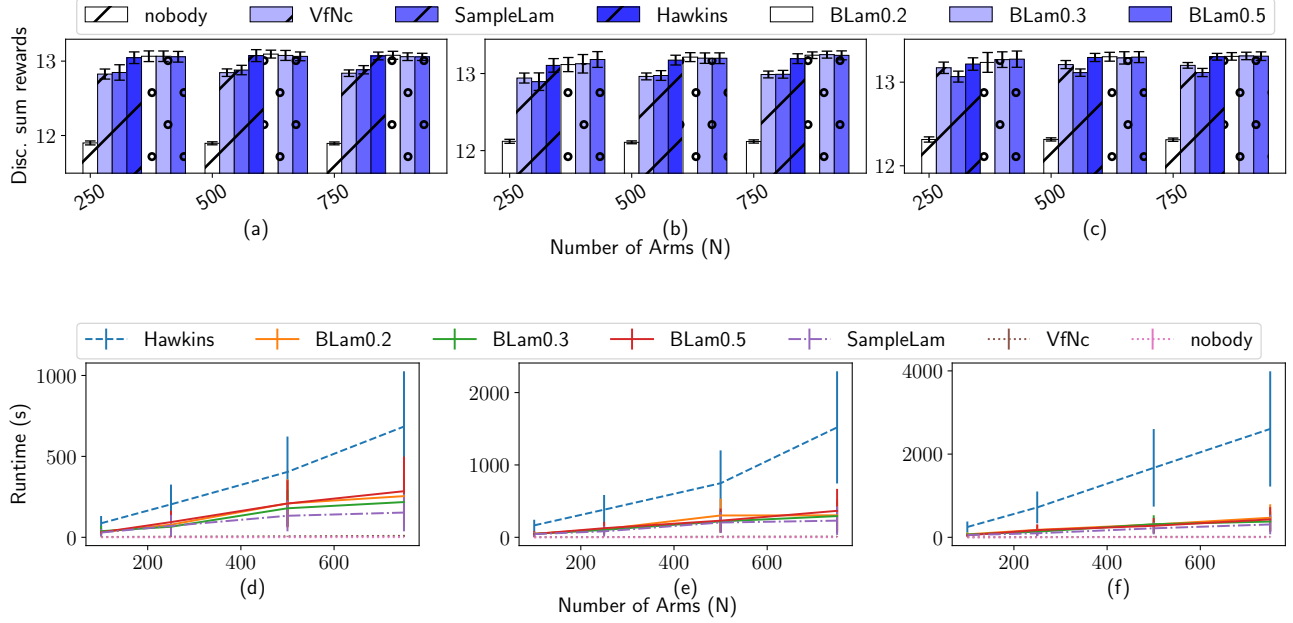 nobody VfNc SampleLam Hawkins BLam0.2 BLam0.3 BLam0.5
Disc. sum rewards
13
12
250 500 750
(a)
13
12
250 500 750
(b)
13
12
250 500 750
(c)
Number of Arms (N)
Hawkins BLam0.2 BLam0.3 BLam0.5 SampleLam VfNc nobody
Runtime (s)
1000
500
0
200 400 600
(d)
2000
1000
0
200 400 600
(e)
4000
2000
0
200 400 600
(f)
Number of Arms (N)